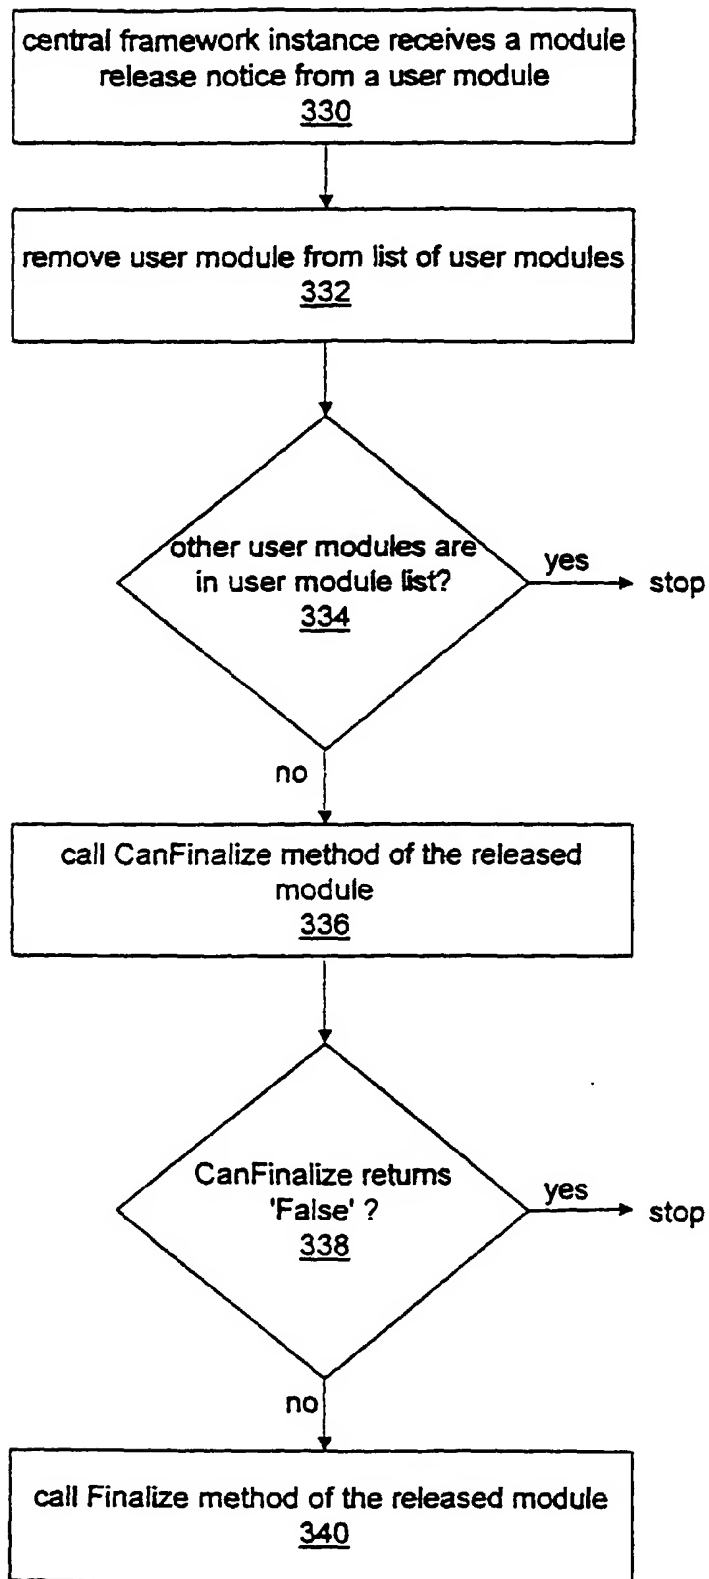 central framework instance receives a module
release notice from a user module
330
remove user module from list of user modules
332
other user modules are
in user module list?
334
yes
stop
no
call CanFinalize method of the released
module
336
CanFinalize returns
'False' ?
338
yes
stop
no
call Finalize method of the released module
340